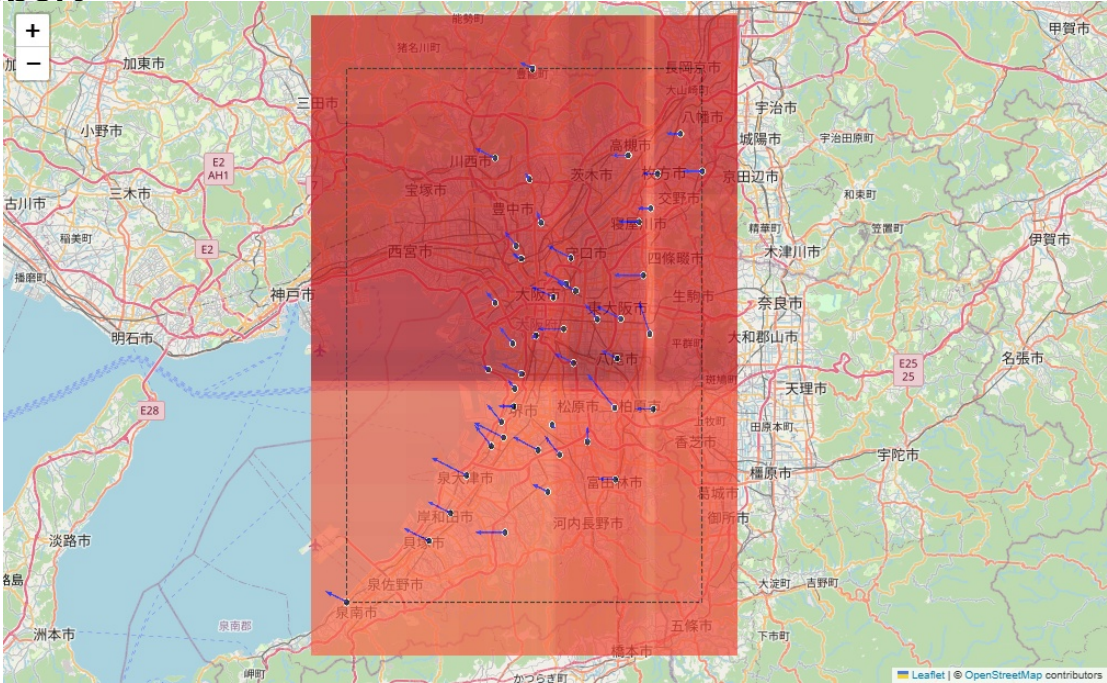 能勢町
甲賀市
+
−
加東市
猪名川町
豊能町
長岡京市
大山崎町
三田市
宇治市
八幡市
小野市
城陽市
宇治田原町
E2
AH1
川西市
高槻市
茨木市
枚方市
京田辺市
三木市
宝塚市
交野市
和束町
古川市
豊中市
寝屋川市
精華町
笠置町
稲美町
E2
西宮市
守口市
四條畷市
木津川市
伊賀市
播磨町
神戸市
大阪市
生駒市
奈良市
東大阪市
明石市
平群町
大和郡山市
名張市
八尾市
E25
25
斑鳩町
天理市
E28
堺市
松原市
柏原市
上牧町
田原本町
香芝市
宇陀市
泉大津市
富田林市
橿原市
葛城市
岸和田市
河内長野市
御所市
淡路市
貝塚市
泉佐野市
大淀町
吉野町
泉南市
泉南郡
五條市
洲本市
下市町
橋本市
岬町
かつらぎ町
Leaflet | © OpenStreetMap contributors